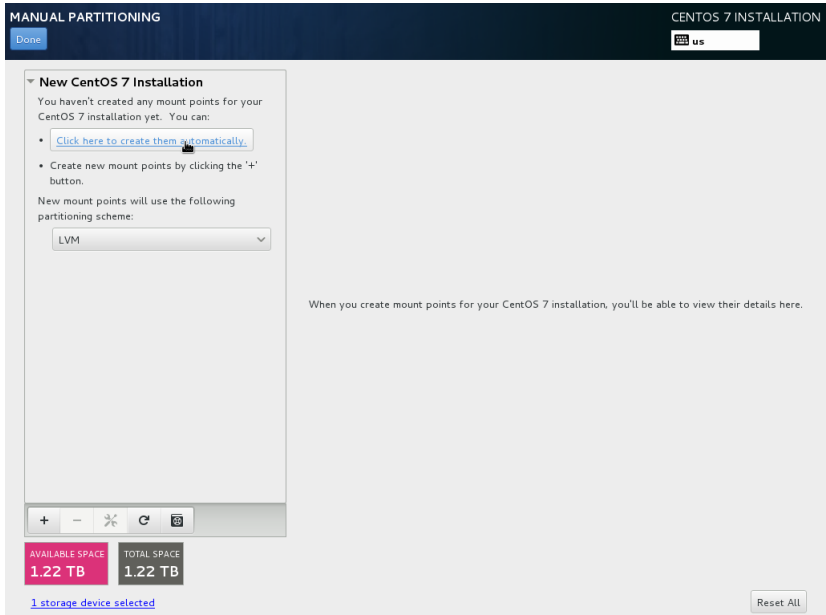 MANUAL PARTITIONING
CENTOS 7 INSTALLATION
Done
us
New CentOS 7 Installation
You haven't created any mount points for your
CentOS 7 installation yet. You can:
• Click here to create them automatically.
• Create new mount points by clicking the '+'
button.
New mount points will use the following
partitioning scheme:
LVM
When you create mount points for your CentOS 7 installation, you'll be able to view their details here.
+ −
AVAILABLE SPACE
1.22 TB
TOTAL SPACE
1.22 TB
1 storage device selected
Reset All